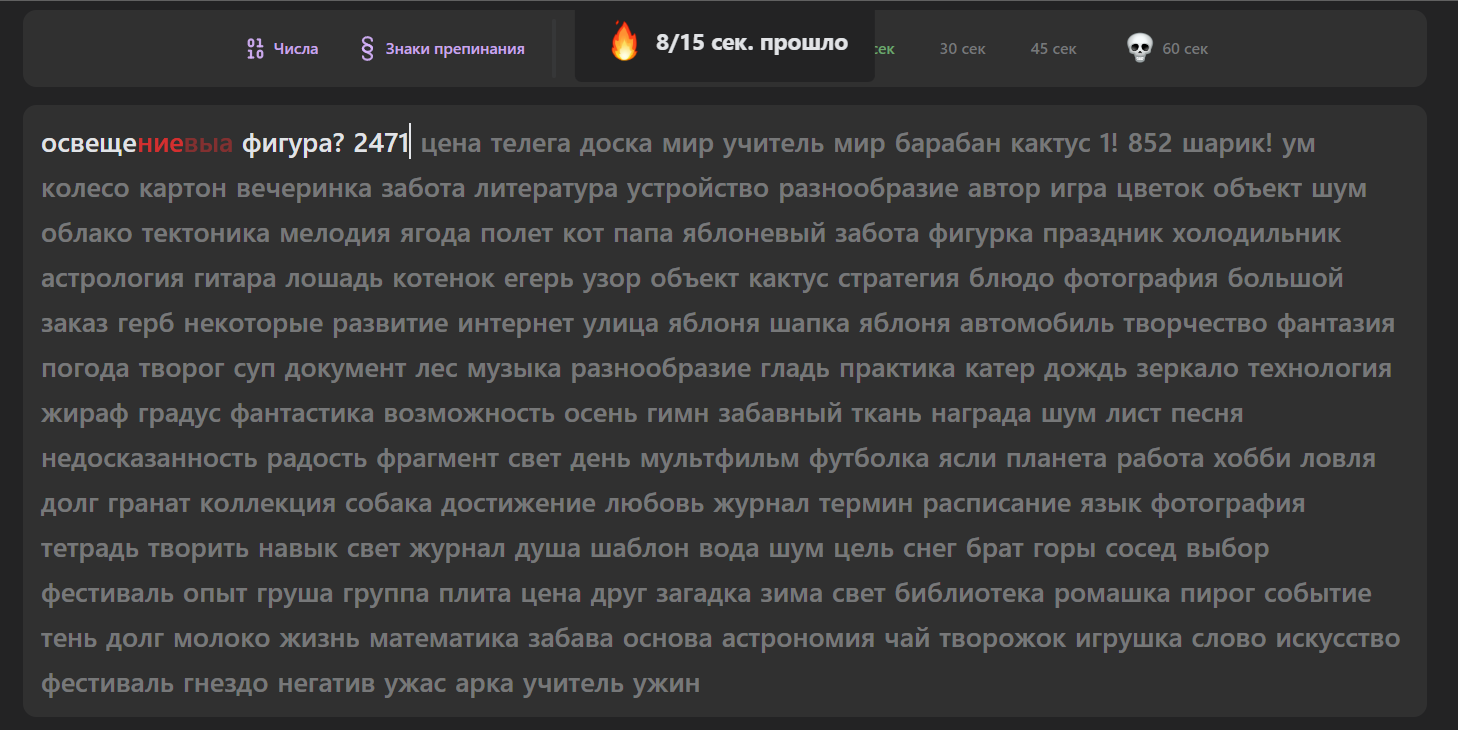 01
10 Числа § Знаки препинания 🔥 8/15 сек. прошло сек 30 сек 45 сек 💀 60 сек
освещениевыа фигура? 2471 цена телега доска мир учитель мир барабан кактус 1! 852 шарик! ум
колесо картон вечеринка забота литература устройство разнообразие автор игра цветок объект шум
облако тектоника мелодия ягода полет кот папа яблоневый забота фигурка праздник холодильник
астрология гитара лошадь котенок егерь узор объект кактус стратегия блюдо фотография большой
заказ герб некоторые развитие интернет улица яблоня шапка яблоня автомобиль творчество фантазия
погода творог суп документ лес музыка разнообразие гладь практика катер дождь зеркало технология
жираф градус фантастика возможность осень гимн забавный ткань награда шум лист песня
недосказанность радость фрагмент свет день мультфильм футболка ясли планета работа хобби ловля
долг гранат коллекция собака достижение любовь журнал термин расписание язык фотография
тетрадь творить навык свет журнал душа шаблон вода шум цель снег брат горы сосед выбор
фестиваль опыт груша группа плита цена друг загадка зима свет библиотека ромашка пирог событие
тень долг молоко жизнь математика забава основа астрономия чай творожок игрушка слово искусство
фестиваль гнездо негатив ужас арка учитель ужин